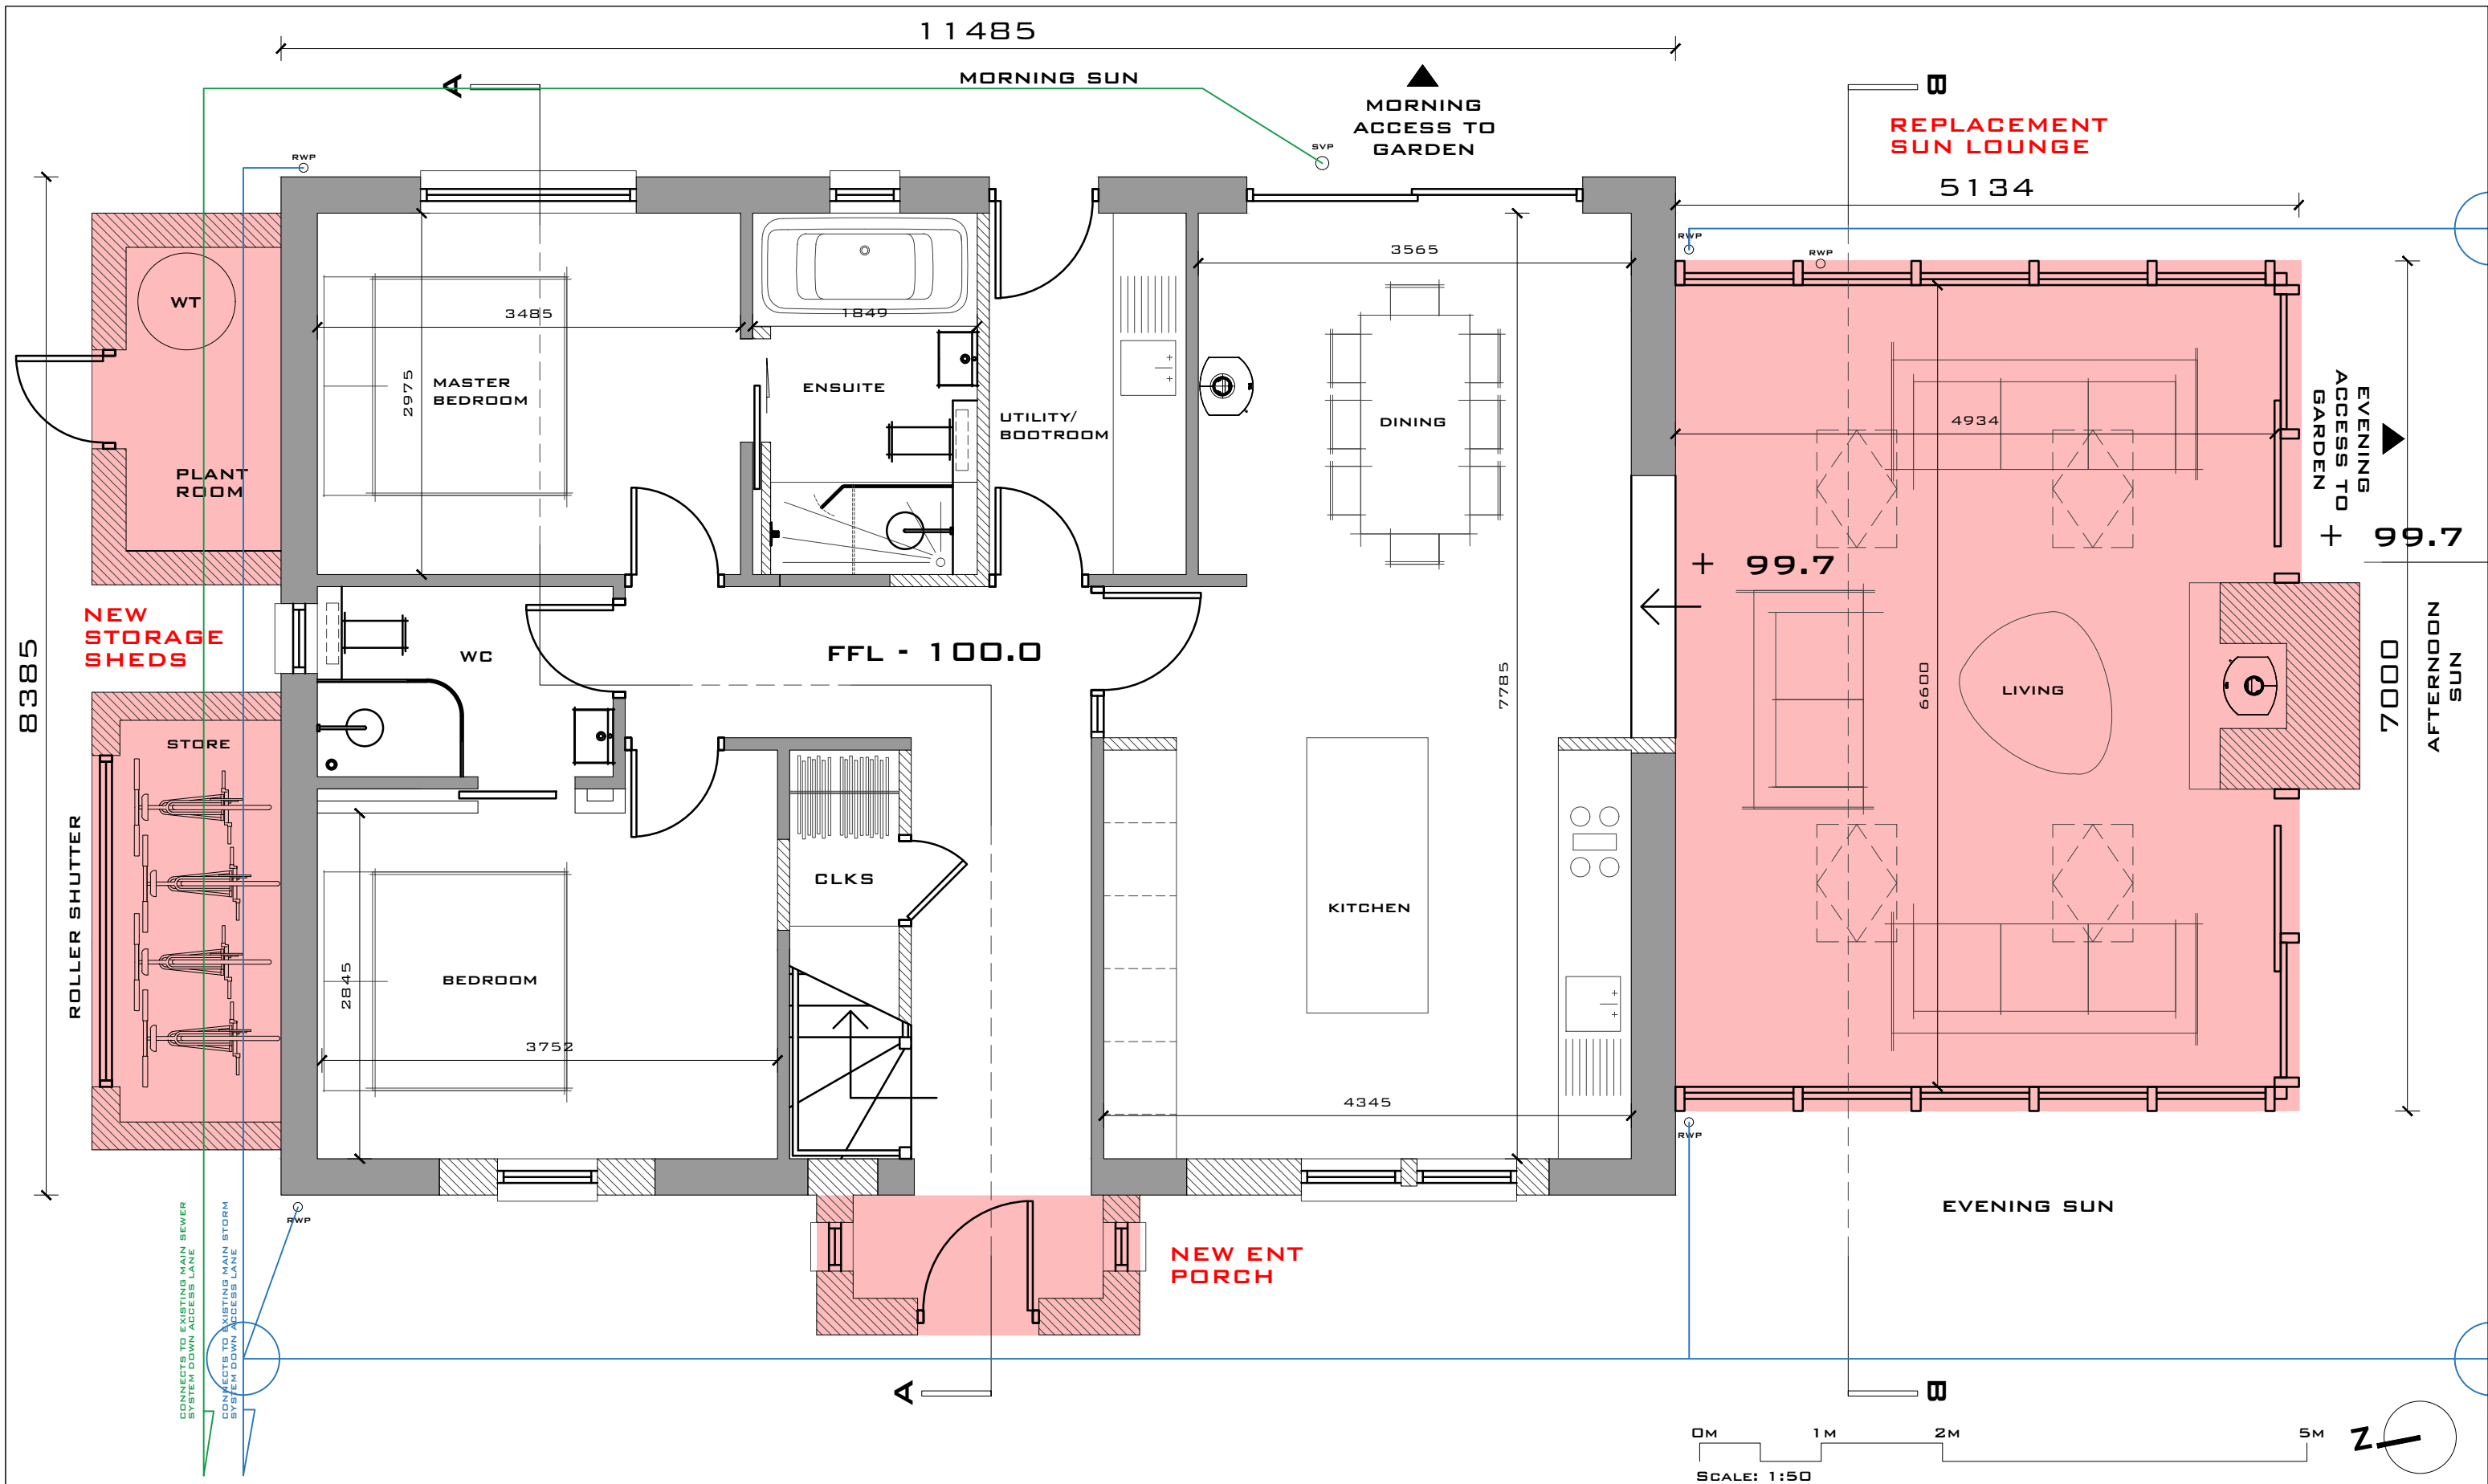 11485
A
MORNING SUN
MORNING
ACCESS TO
GARDEN
B
REPLACEMENT
SUN LOUNGE
5134
RWP
SVP
RWP
RWP
3565
WT
3485
1849
2975
MASTER
BEDROOM
ENSUITE
UTILITY/
BOOTROOM
DINING
4934
EVENING
ACCESS TO
GARDEN
PLANT
ROOM
+ 99.7
+ 99.7
NEW
STORAGE
SHEDS
8385
WC
FFL - 100.0
7785
6600
LIVING
7000
AFTERNOON
SUN
STORE
ROLLER SHUTTER
CLKS
KITCHEN
BEDROOM
2845
3752
4345
RWP
RWP
EVENING SUN
NEW ENT
PORCH
CONNECTS TO EXISTING MAIN SEWER
SYSTEM DOWN ACCESS LANE
CONNECTS TO EXISTING MAIN STORM
SYSTEM DOWN ACCESS LANE
A
B
0M 1M 2M 5M
SCALE: 1:50
Z